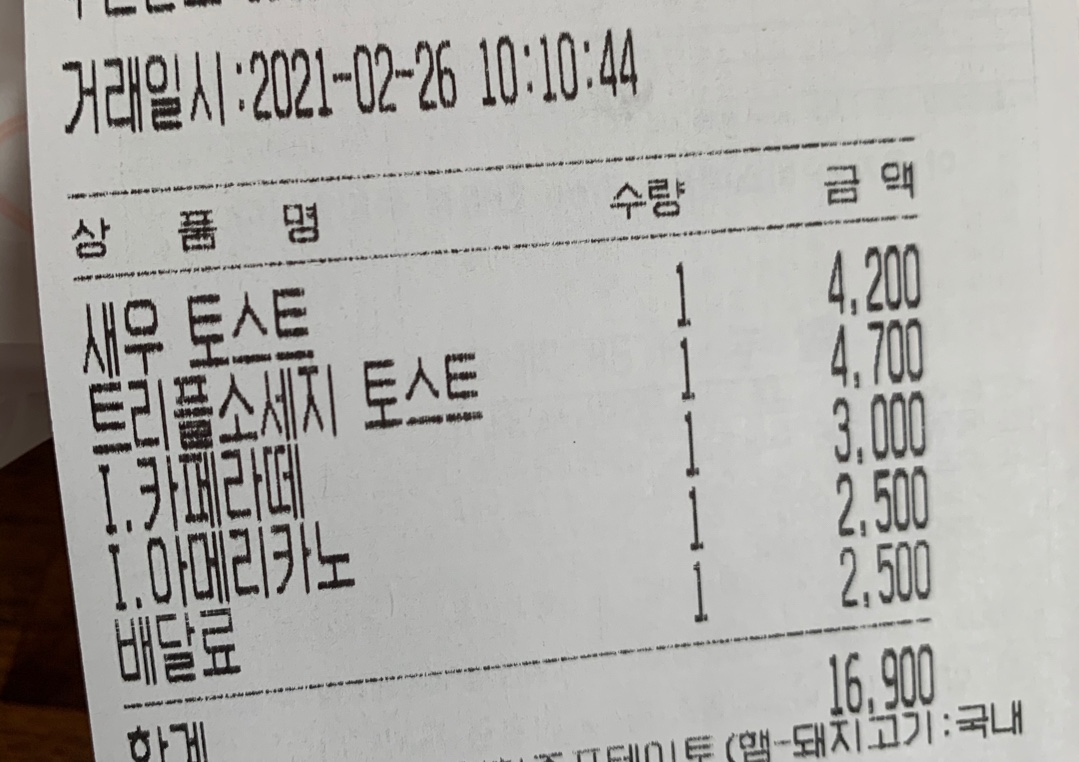 거래일시:2021-02-26 10:10:44
상 품 명 수량 금 액
새우 토스트 1 4,200
트리플소세지 토스트 1 4,700
I.카페라떼 1 3,000
I.아메리카노 1 2,500
배달료 1 2,500
합계 16,900
(햄-돼지고기:국내